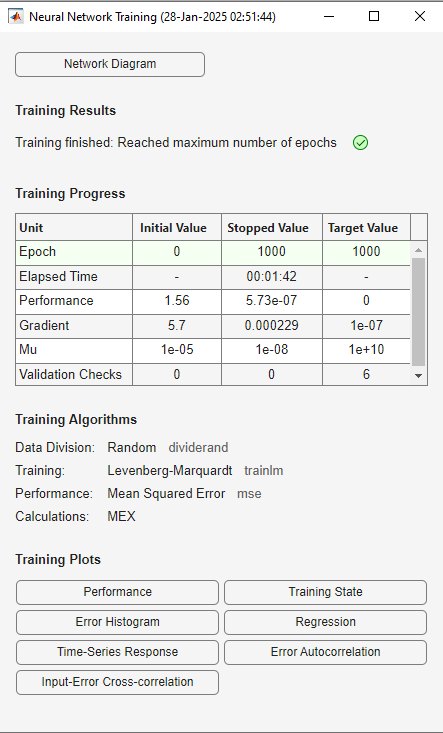 Neural Network Training (28-Jan-2025 02:51:44)
Network Diagram
Training Results
Training finished: Reached maximum number of epochs
Training Progress
Unit Initial Value Stopped Value Target Value
Epoch 0 1000 1000
Elapsed Time - 00:01:42 -
Performance 1.56 5.73e-07 0
Gradient 5.7 0.000229 1e-07
Mu 1e-05 1e-08 1e+10
Validation Checks 0 0 6
Training Algorithms
Data Division: Random dividerand
Training: Levenberg-Marquardt trainlm
Performance: Mean Squared Error mse
Calculations: MEX
Training Plots
Performance Training State
Error Histogram Regression
Time-Series Response Error Autocorrelation
Input-Error Cross-correlation